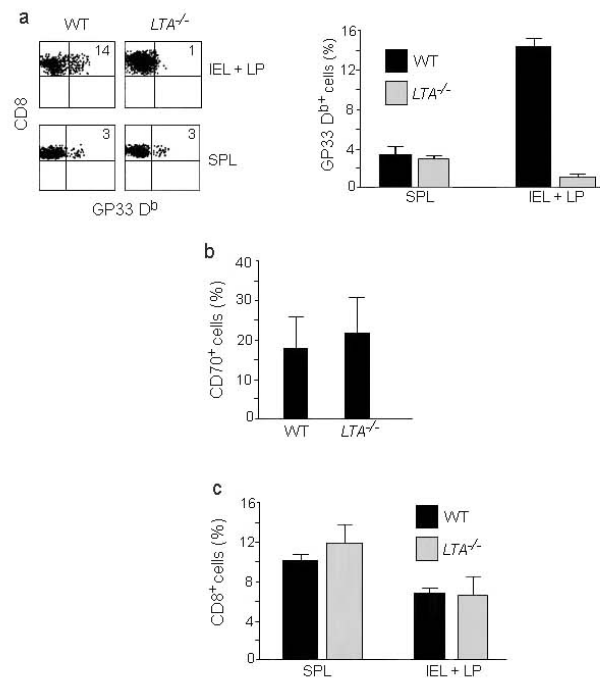 a
WT LTA-/-
14 1
IEL + LP
CD8
3 3
SPL
GP33 Db
GP33 Db+ cells (%)
16
12
8
4
0
WT
LTA-/-
SPL IEL + LP
b
CD70+ cells (%)
40
30
20
10
0
WT LTA-/-
c
CD8+ cells (%)
16
12
8
4
0
WT
LTA-/-
SPL IEL + LP